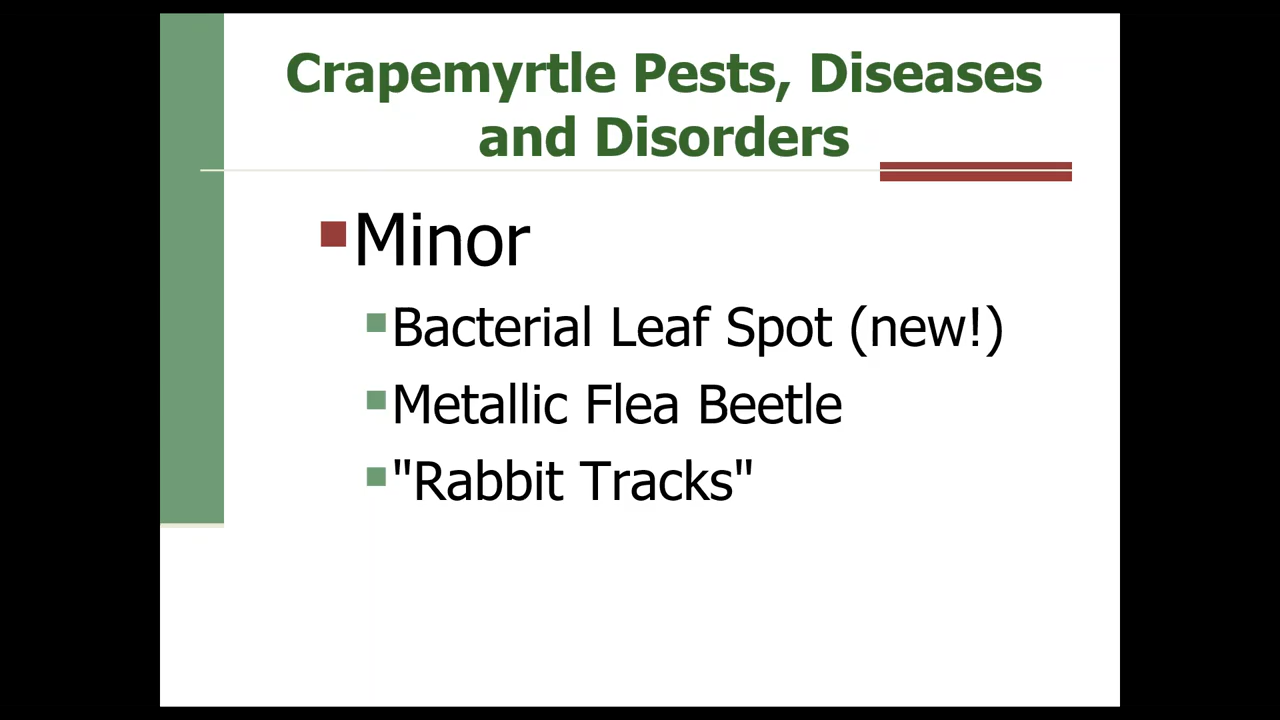 Crapemyrtle Pests, Diseases
and Disorders
Minor
Bacterial Leaf Spot (new!)
Metallic Flea Beetle
"Rabbit Tracks"